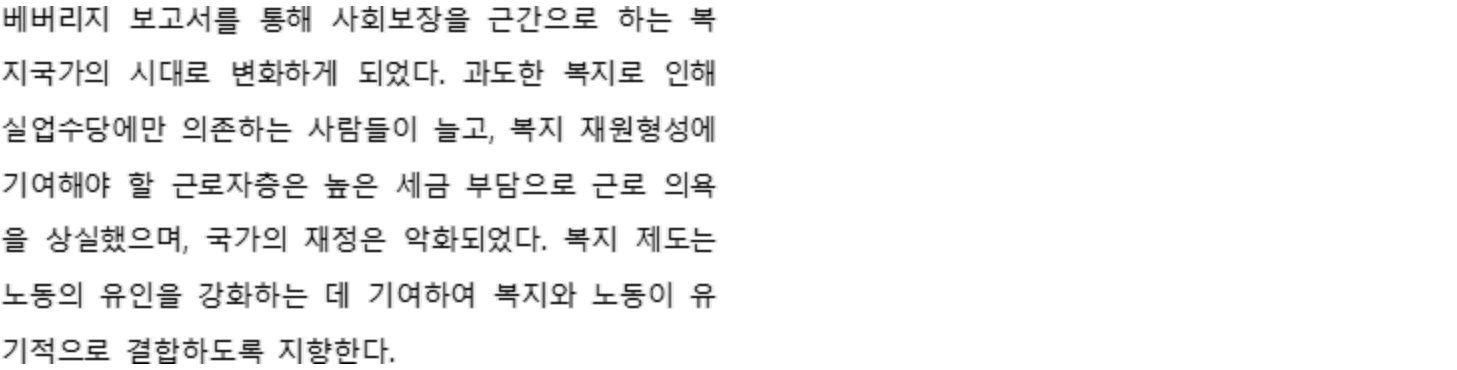 베버리지 보고서를 통해 사회보장을 근간으로 하는 복
지국가의 시대로 변화하게 되었다. 과도한 복지로 인해
실업수당에만 의존하는 사람들이 늘고, 복지 재원형성에
기여해야 할 근로자층은 높은 세금 부담으로 근로 의욕
을 상실했으며, 국가의 재정은 악화되었다. 복지 제도는
노동의 유인을 강화하는 데 기여하여 복지와 노동이 유
기적으로 결합하도록 지향한다.